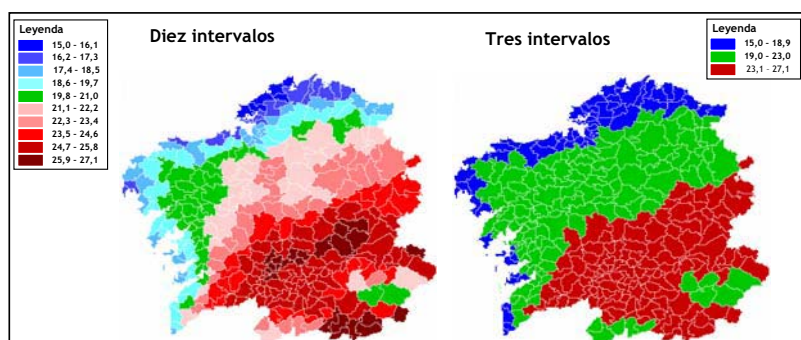 Leyenda
15,0 - 16,1
16,2 - 17,3
17,4 - 18,5
18,6 - 19,7
19,8 - 21,0
21,1 - 22,2
22,3 - 23,4
23,5 - 24,6
24,7 - 25,8
25,9 - 27,1
Diez intervalos
Tres intervalos
Leyenda
15,0 - 18,9
19,0 - 23,0
23,1 - 27,1